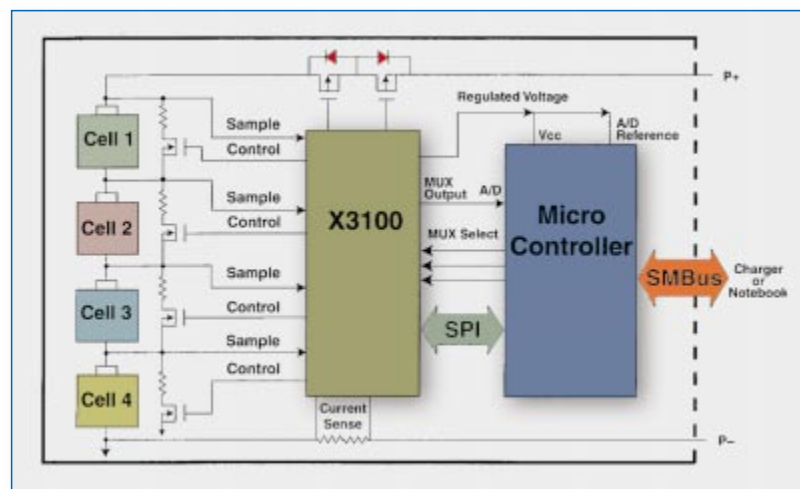 P+
Regulated Voltage
A/D
Reference
Vcc
Cell 1
Sample
Control
X3100
MUX
Output
A/D
Micro
Controller
Cell 2
Sample
Control
MUX Select
SMBus
Charger
or
Notebook
Cell 3
Sample
Control
SPI
Sample
Control
Cell 4
Current
Sense
P–